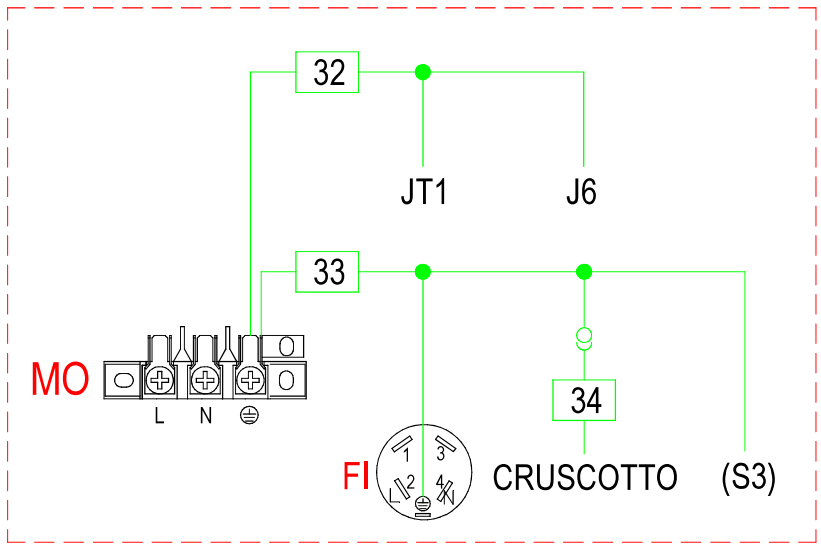 32
JT1 J6
33
MO
L N
34
FI
1 3
2 4
L N
CRUSCOTTO (S3)